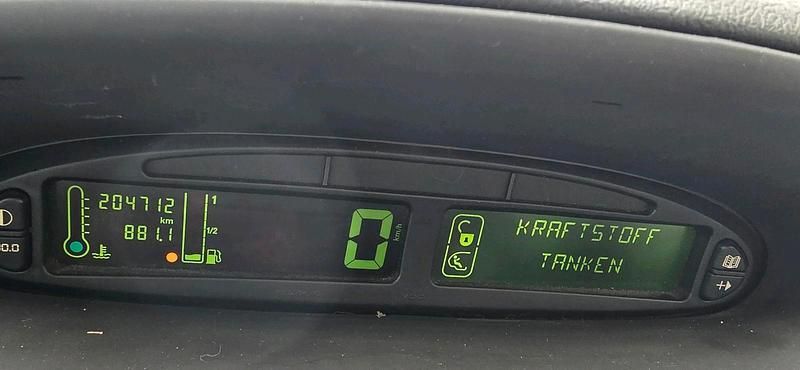 204712
km
881.1
1
1/2
0
km/h
KRAFTSTOFF
TANKEN